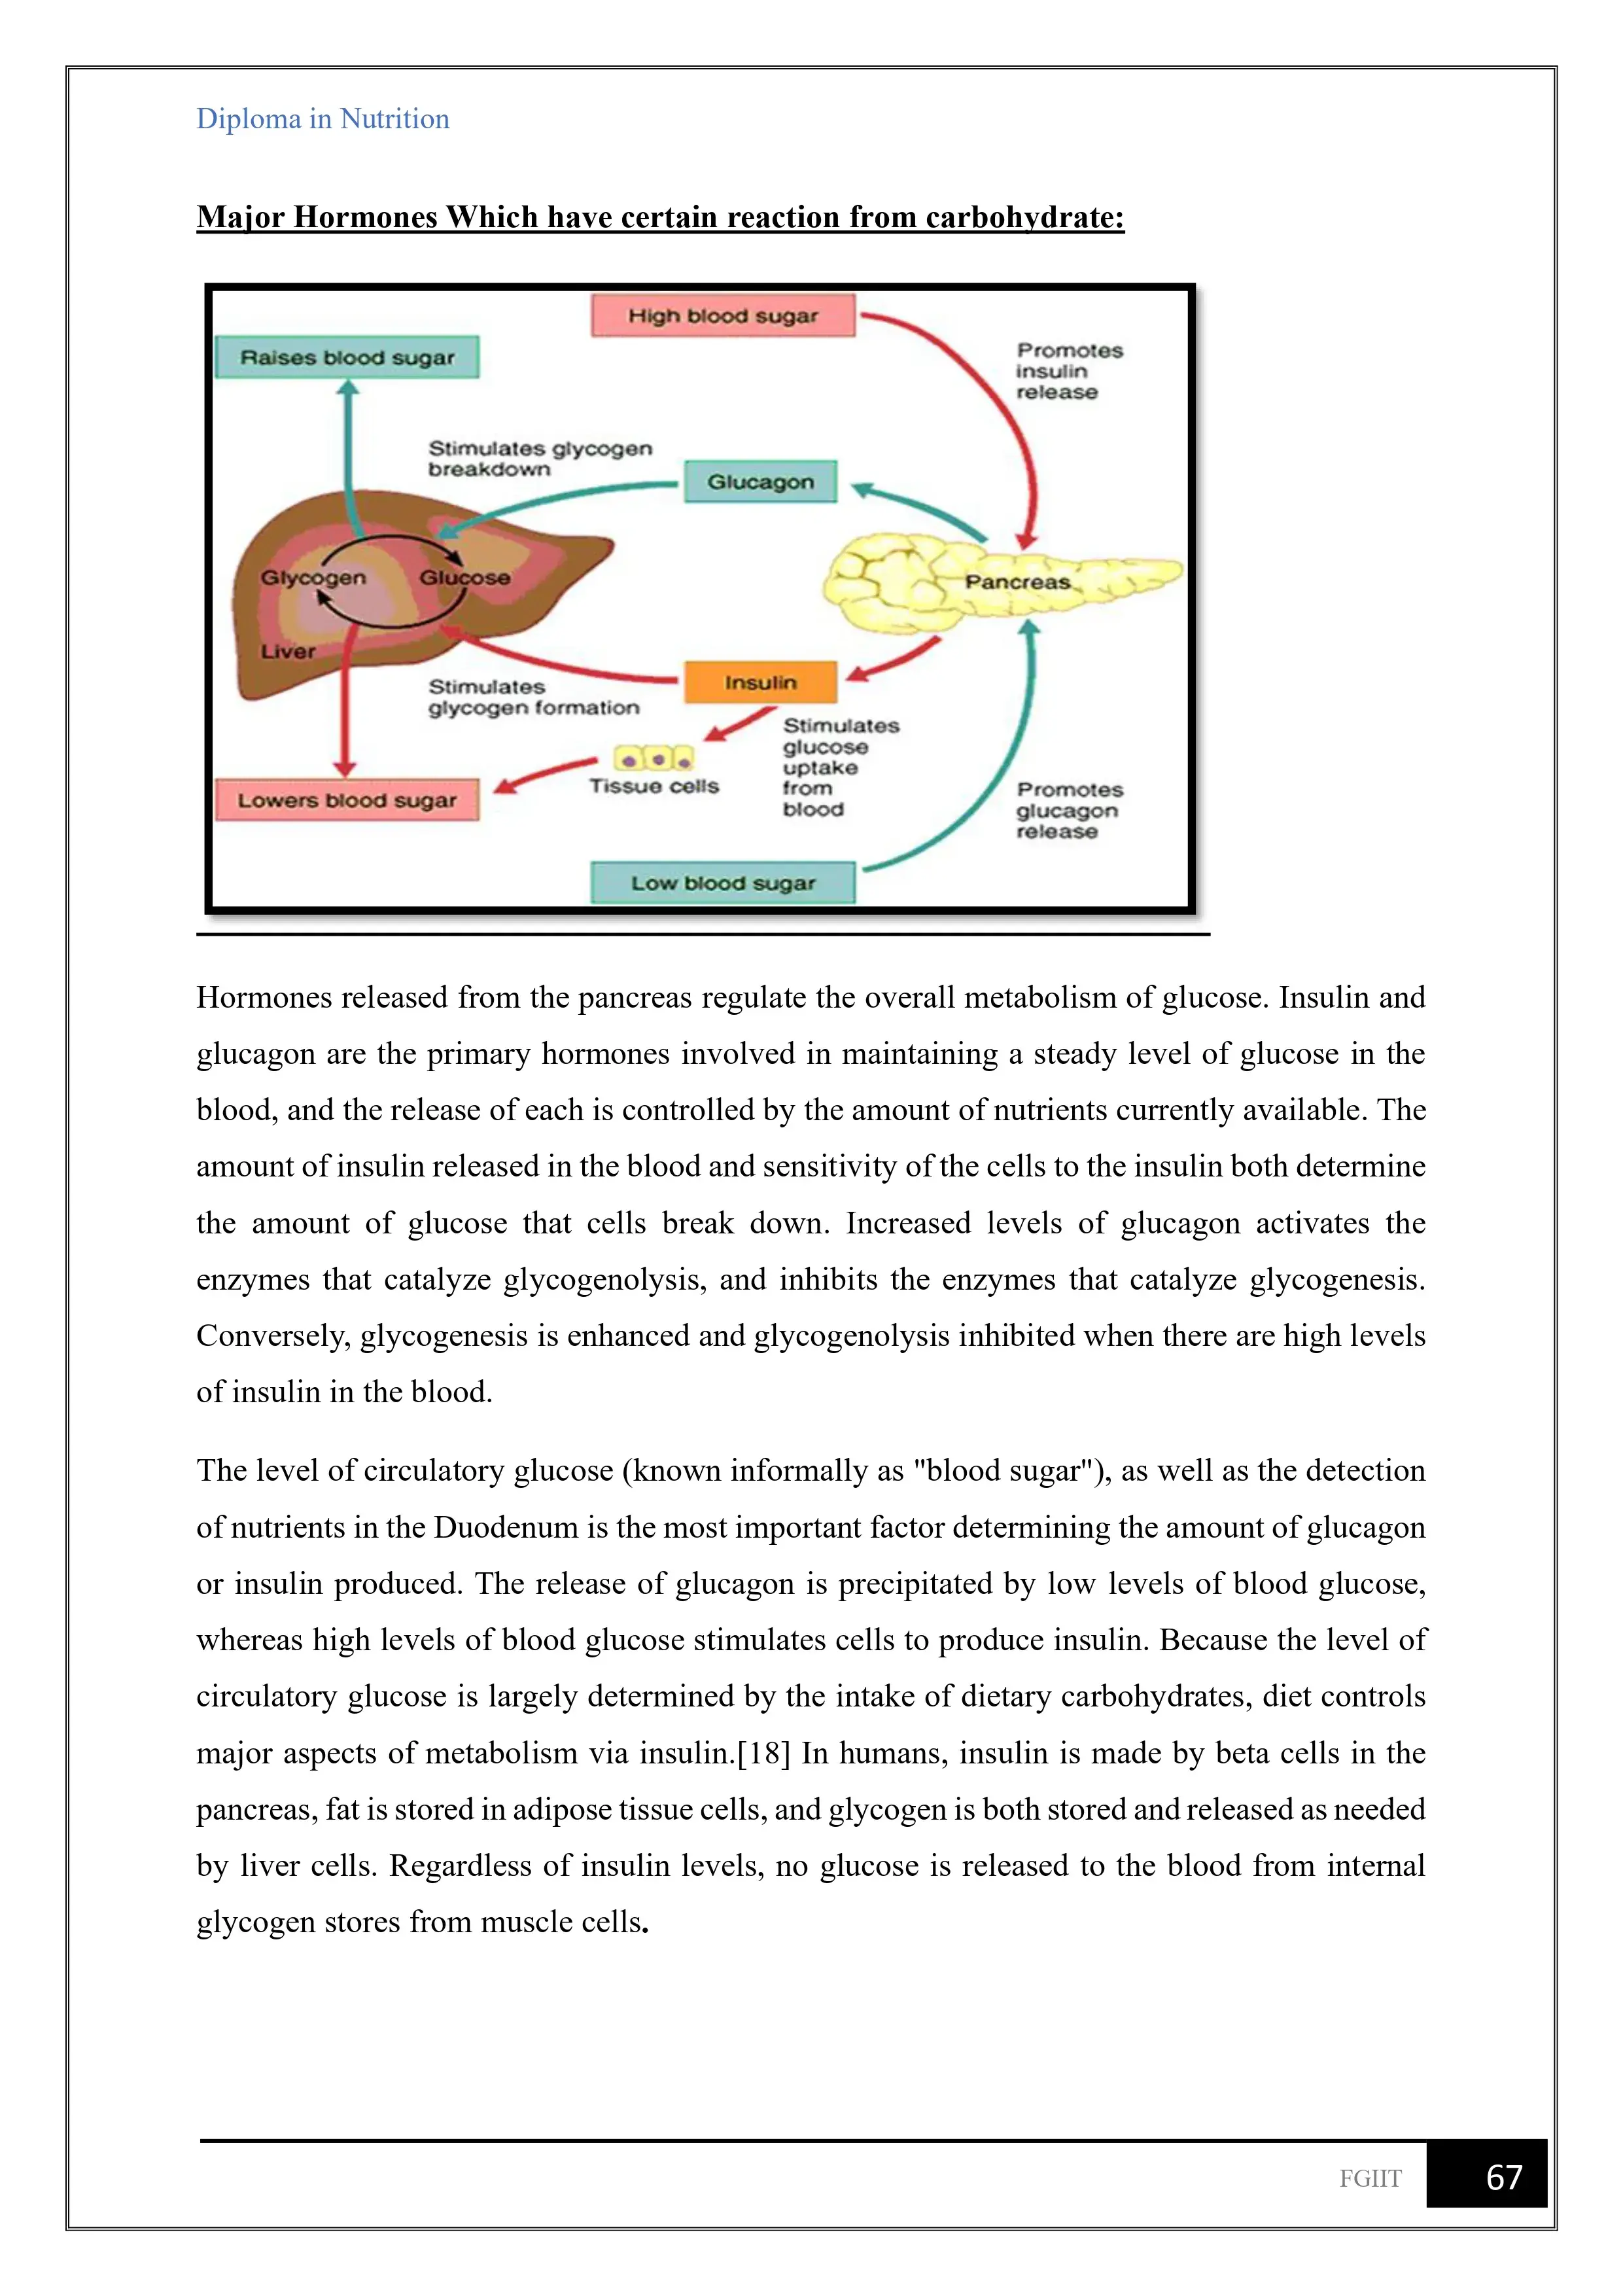 Diploma in Nutrition
Major Hormones Which have certain reaction from carbohydrate:
High blood sugar
Raises blood sugar
Promotes
insulin
release
Stimulates glycogen
breakdown
Glucagon
Glycogen
Glucose
Pancreas
Liver
Insulin
Stimulates
glycogen formation
Stimulates
glucose
uptake
from
blood
Tissue cells
Lowers blood sugar
Promotes
glucagon
release
Low blood sugar
Hormones released from the pancreas regulate the overall metabolism of glucose. Insulin and
glucagon are the primary hormones involved in maintaining a steady level of glucose in the
blood, and the release of each is controlled by the amount of nutrients currently available. The
amount of insulin released in the blood and sensitivity of the cells to the insulin both determine
the amount of glucose that cells break down. Increased levels of glucagon activates the
enzymes that catalyze glycogenolysis, and inhibits the enzymes that catalyze glycogenesis.
Conversely, glycogenesis is enhanced and glycogenolysis inhibited when there are high levels
of insulin in the blood.
The level of circulatory glucose (known informally as "blood sugar"), as well as the detection
of nutrients in the Duodenum is the most important factor determining the amount of glucagon
or insulin produced. The release of glucagon is precipitated by low levels of blood glucose,
whereas high levels of blood glucose stimulates cells to produce insulin. Because the level of
circulatory glucose is largely determined by the intake of dietary carbohydrates, diet controls
major aspects of metabolism via insulin.[18] In humans, insulin is made by beta cells in the
pancreas, fat is stored in adipose tissue cells, and glycogen is both stored and released as needed
by liver cells. Regardless of insulin levels, no glucose is released to the blood from internal
glycogen stores from muscle cells.
FGIIT
67